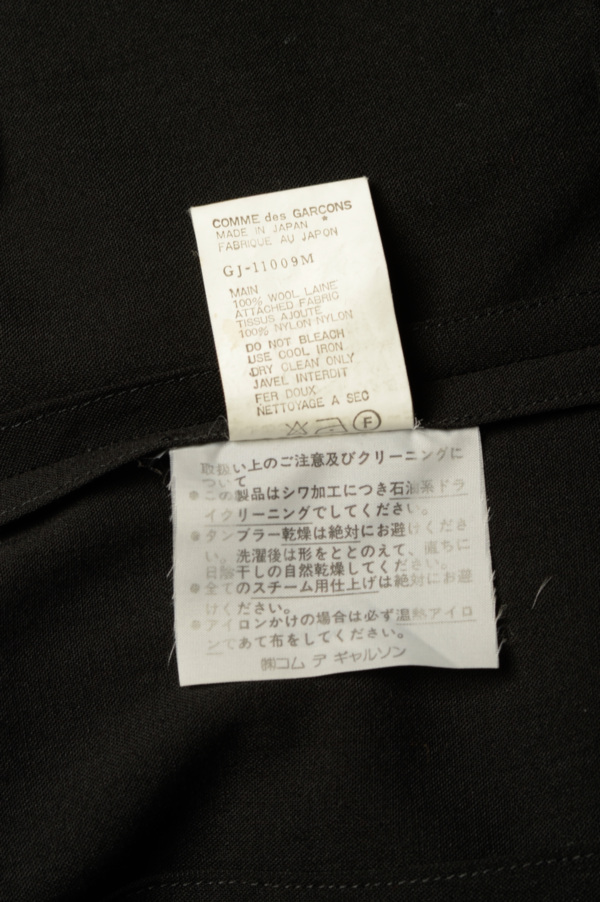 COMME des GARCONS
MADE IN JAPAN
FABRIQUE AU JAPON
GJ-11009M
MAIN
100% WOOL LAINE
ATTACHED FABRIC
TISSUS AJOUTE
100% NYLON NYLON
DO NOT BLEACH
USE COOL IRON
DRY CLEAN ONLY
JAVEL INTERDIT
FER DOUX
NETTOYAGE A SEC
F
取扱い上のご注意及びクリーニングに
ついて
●この製品はシワ加工につき石油系ドラ
イクリーニングでしてください。
●タンブラー乾燥は絶対にお避けくださ
い。洗濯後は形をととのえて、直ちに
日陰干しの自然乾燥してください。
●全てのスチーム用仕上げは絶対にお避
けください。
●アイロンかけの場合は必ず温熱アイロ
ンであて布をしてください。
㈱コム デ ギャルソン